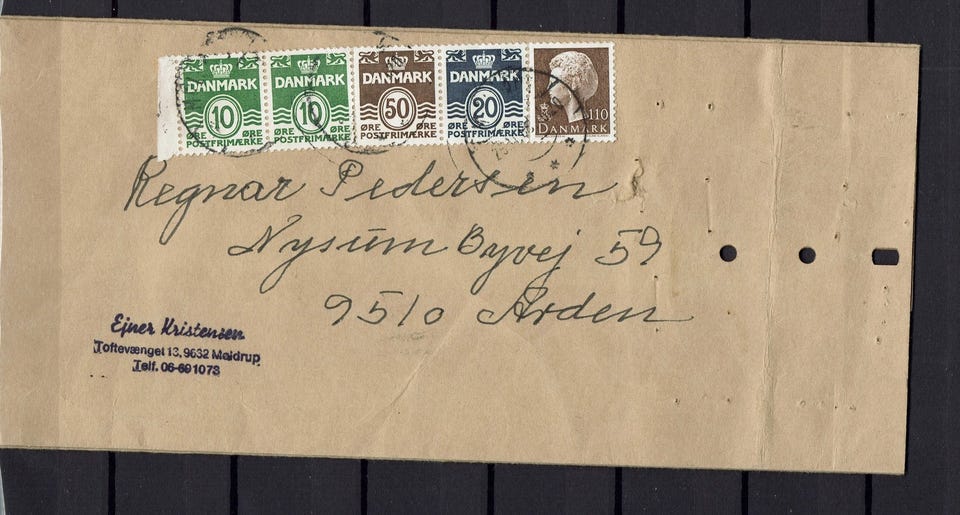 DANMARK 10 ØRE ØRE POSTFRIMÆRKE
DANMARK 10 ØRE ØRE POSTFRIMÆRKE
DANMARK 50 ØRE ØRE POSTFRIMÆRKE
DANMARK 20 ØRE ØRE POSTFRIMÆRKE
110 DANMARK
Regnar Pedersen
Nysum Byvej 59
9510 Arden
Ejner Kristensen
Toftevænget 13, 9632 Møldrup
Telf. 06-691073